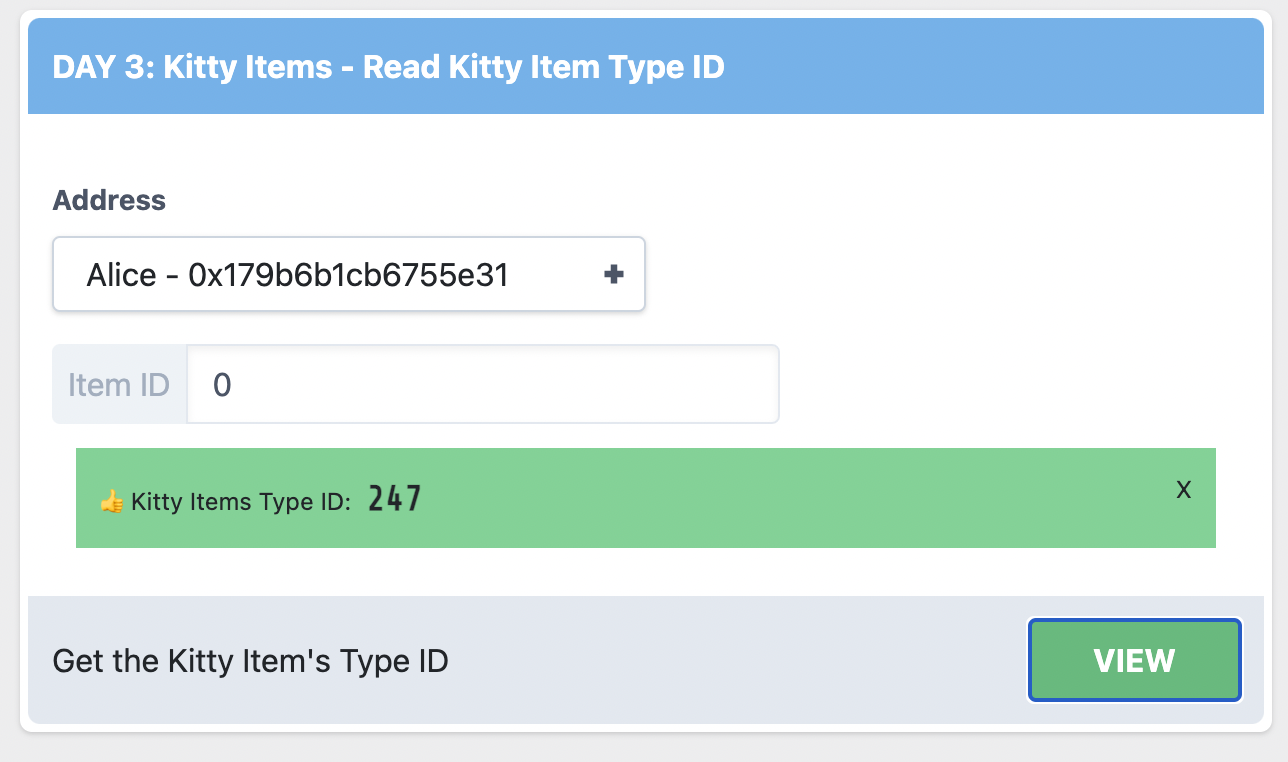 DAY 3: Kitty Items - Read Kitty Item Type ID
Address
Alice - 0x179b6b1cb6755e31 +
Item ID 0
👍 Kitty Items Type ID: 247 X
Get the Kitty Item's Type ID VIEW